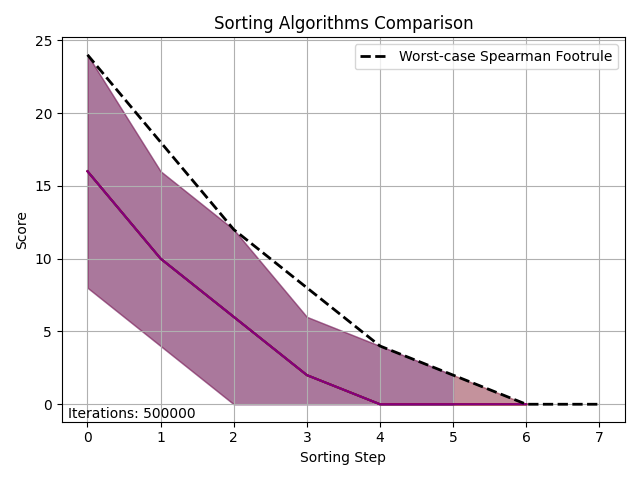 Sorting Algorithms Comparison
Worst-case Spearman Footrule
25
20
15
10
5
0
Score
Iterations: 500000
0 1 2 3 4 5 6 7
Sorting Step